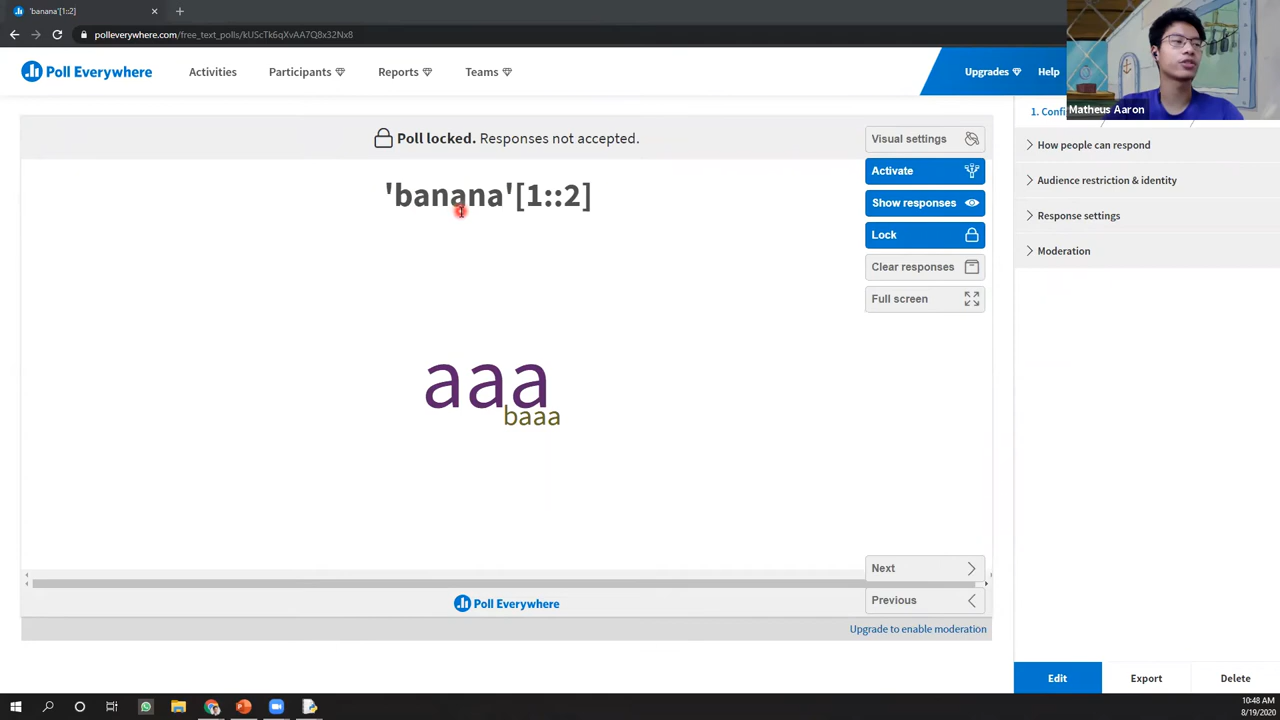 'banana'[1::2]
polleverywhere.com/free_text_polls/kUScTk6qXvAA7Q8x32Nx8
Poll Everywhere
Activities
Participants
Reports
Teams
Upgrades
Help
Matheus Aaron
1. Confi
Poll locked. Responses not accepted.
Visual settings
Activate
Show responses
Lock
Clear responses
Full screen
How people can respond
Audience restriction & identity
Response settings
Moderation
'banana'[1::2]
aaa
baaa
Next
Previous
Poll Everywhere
Upgrade to enable moderation
Edit
Export
Delete
10:48 AM
8/19/2020